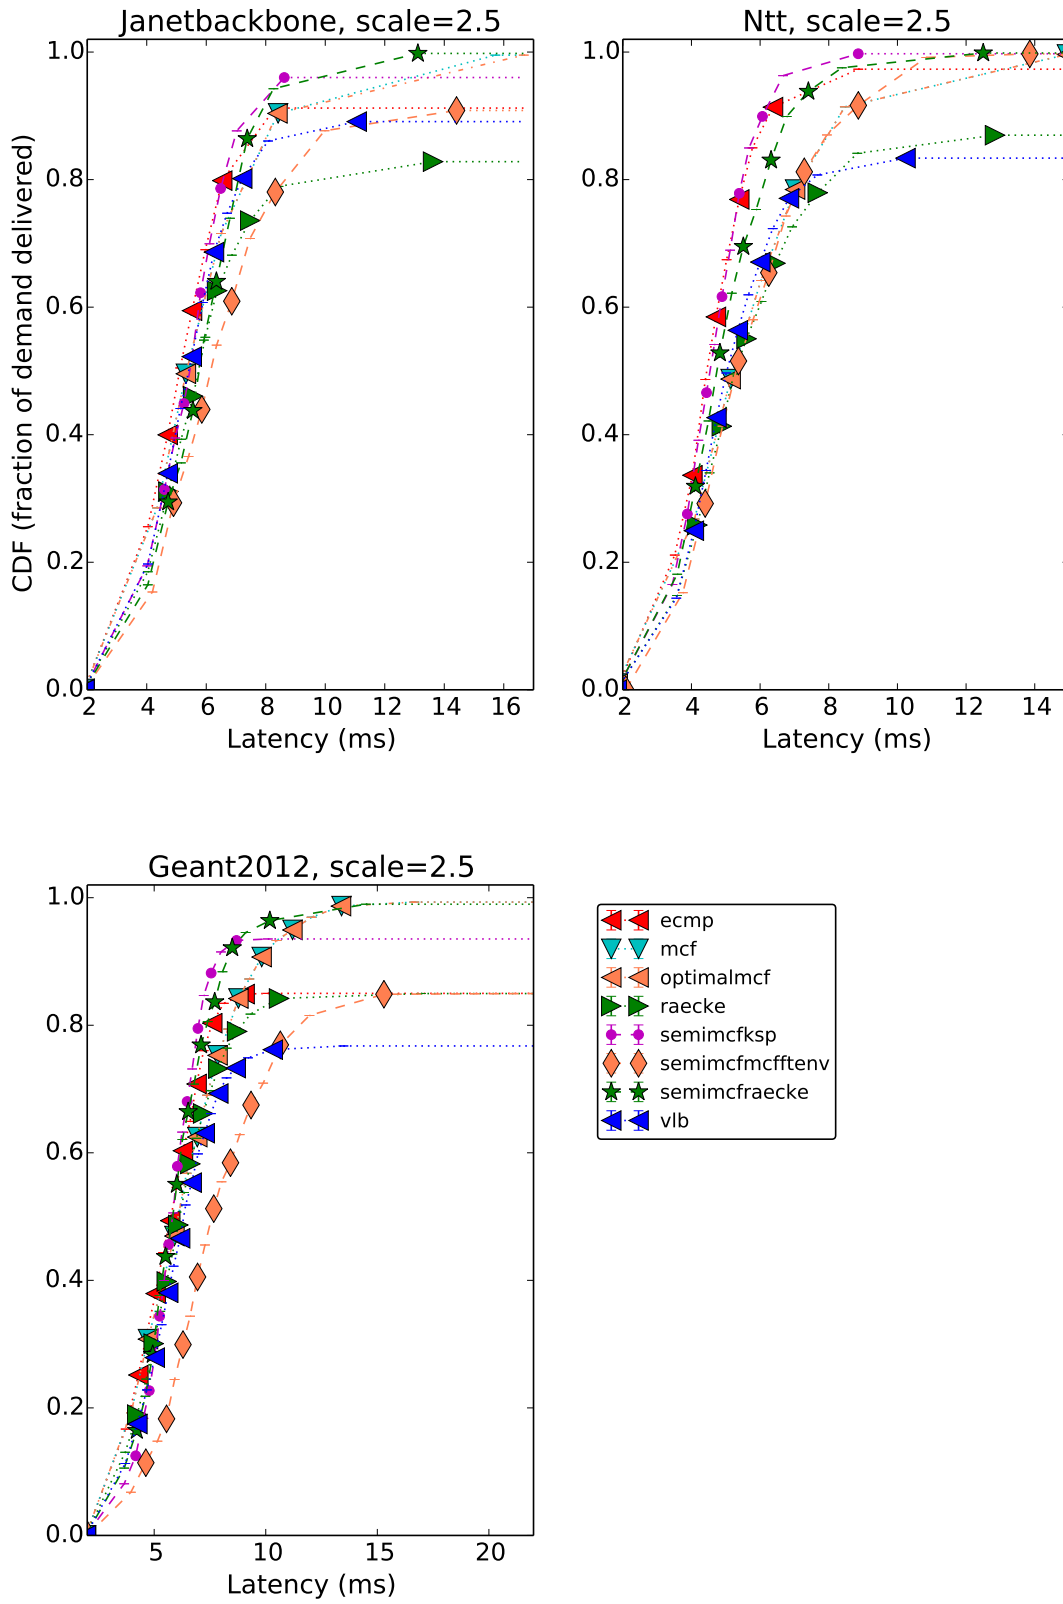 Janetbackbone, scale=2.5
CDF (fraction of demand delivered)
1.0
0.8
0.6
0.4
0.2
0.0
2 4 6 8 10 12 14 16
Latency (ms)
Ntt, scale=2.5
1.0
0.8
0.6
0.4
0.2
0.0
2 4 6 8 10 12 14
Latency (ms)
Geant2012, scale=2.5
1.0
0.8
0.6
0.4
0.2
0.0
5 10 15 20
Latency (ms)
ecmp
mcf
optimalmcf
raecke
semimcfksp
semimcfmcfftenv
semimcfraecke
vlb